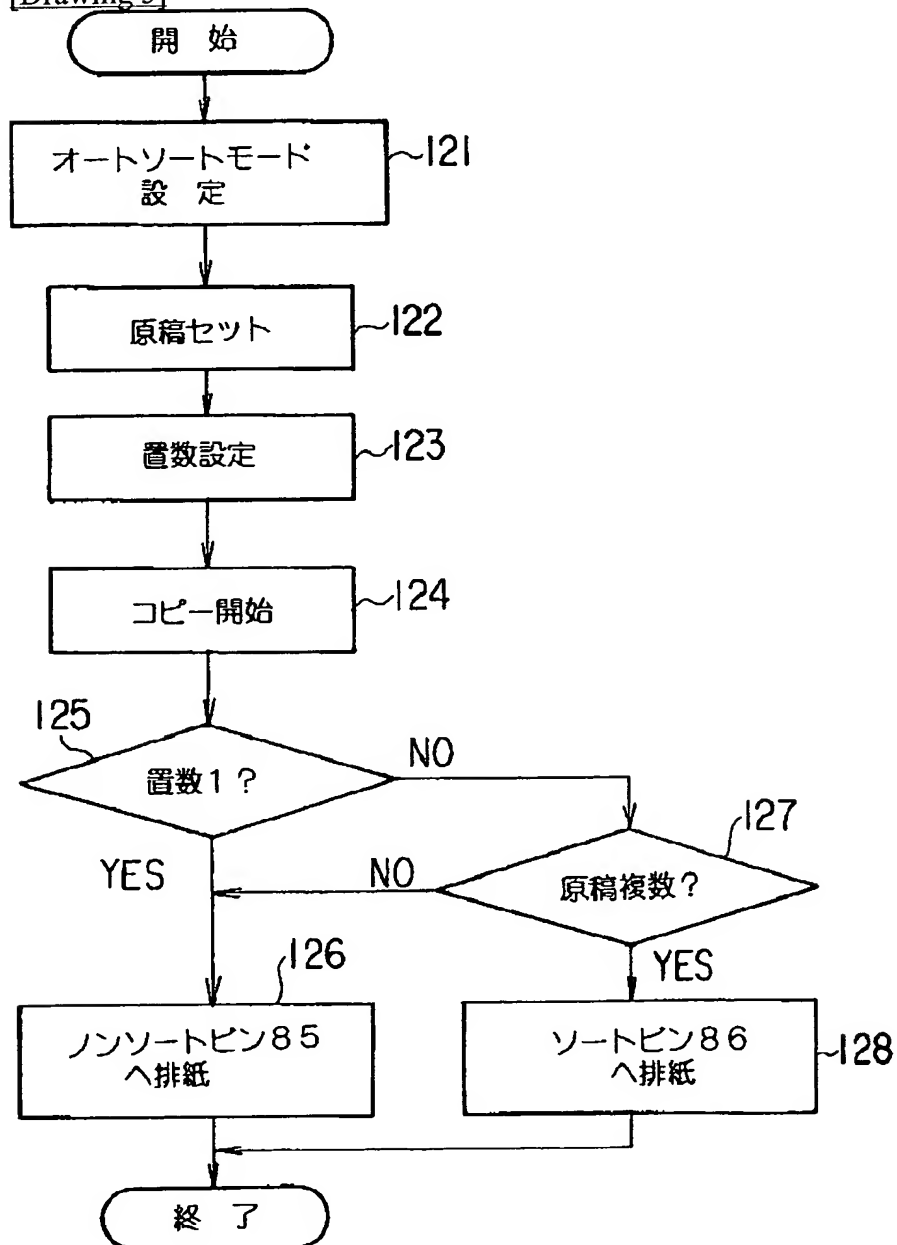 開 始
オートソートモード
設 定
121
原稿セット
122
置数設定
123
コピー開始
124
125
置数1?
NO
YES
127
原稿複数?
NO
YES
126
ノンソートビン85
へ排紙
ソートビン86
へ排紙
128
終 了